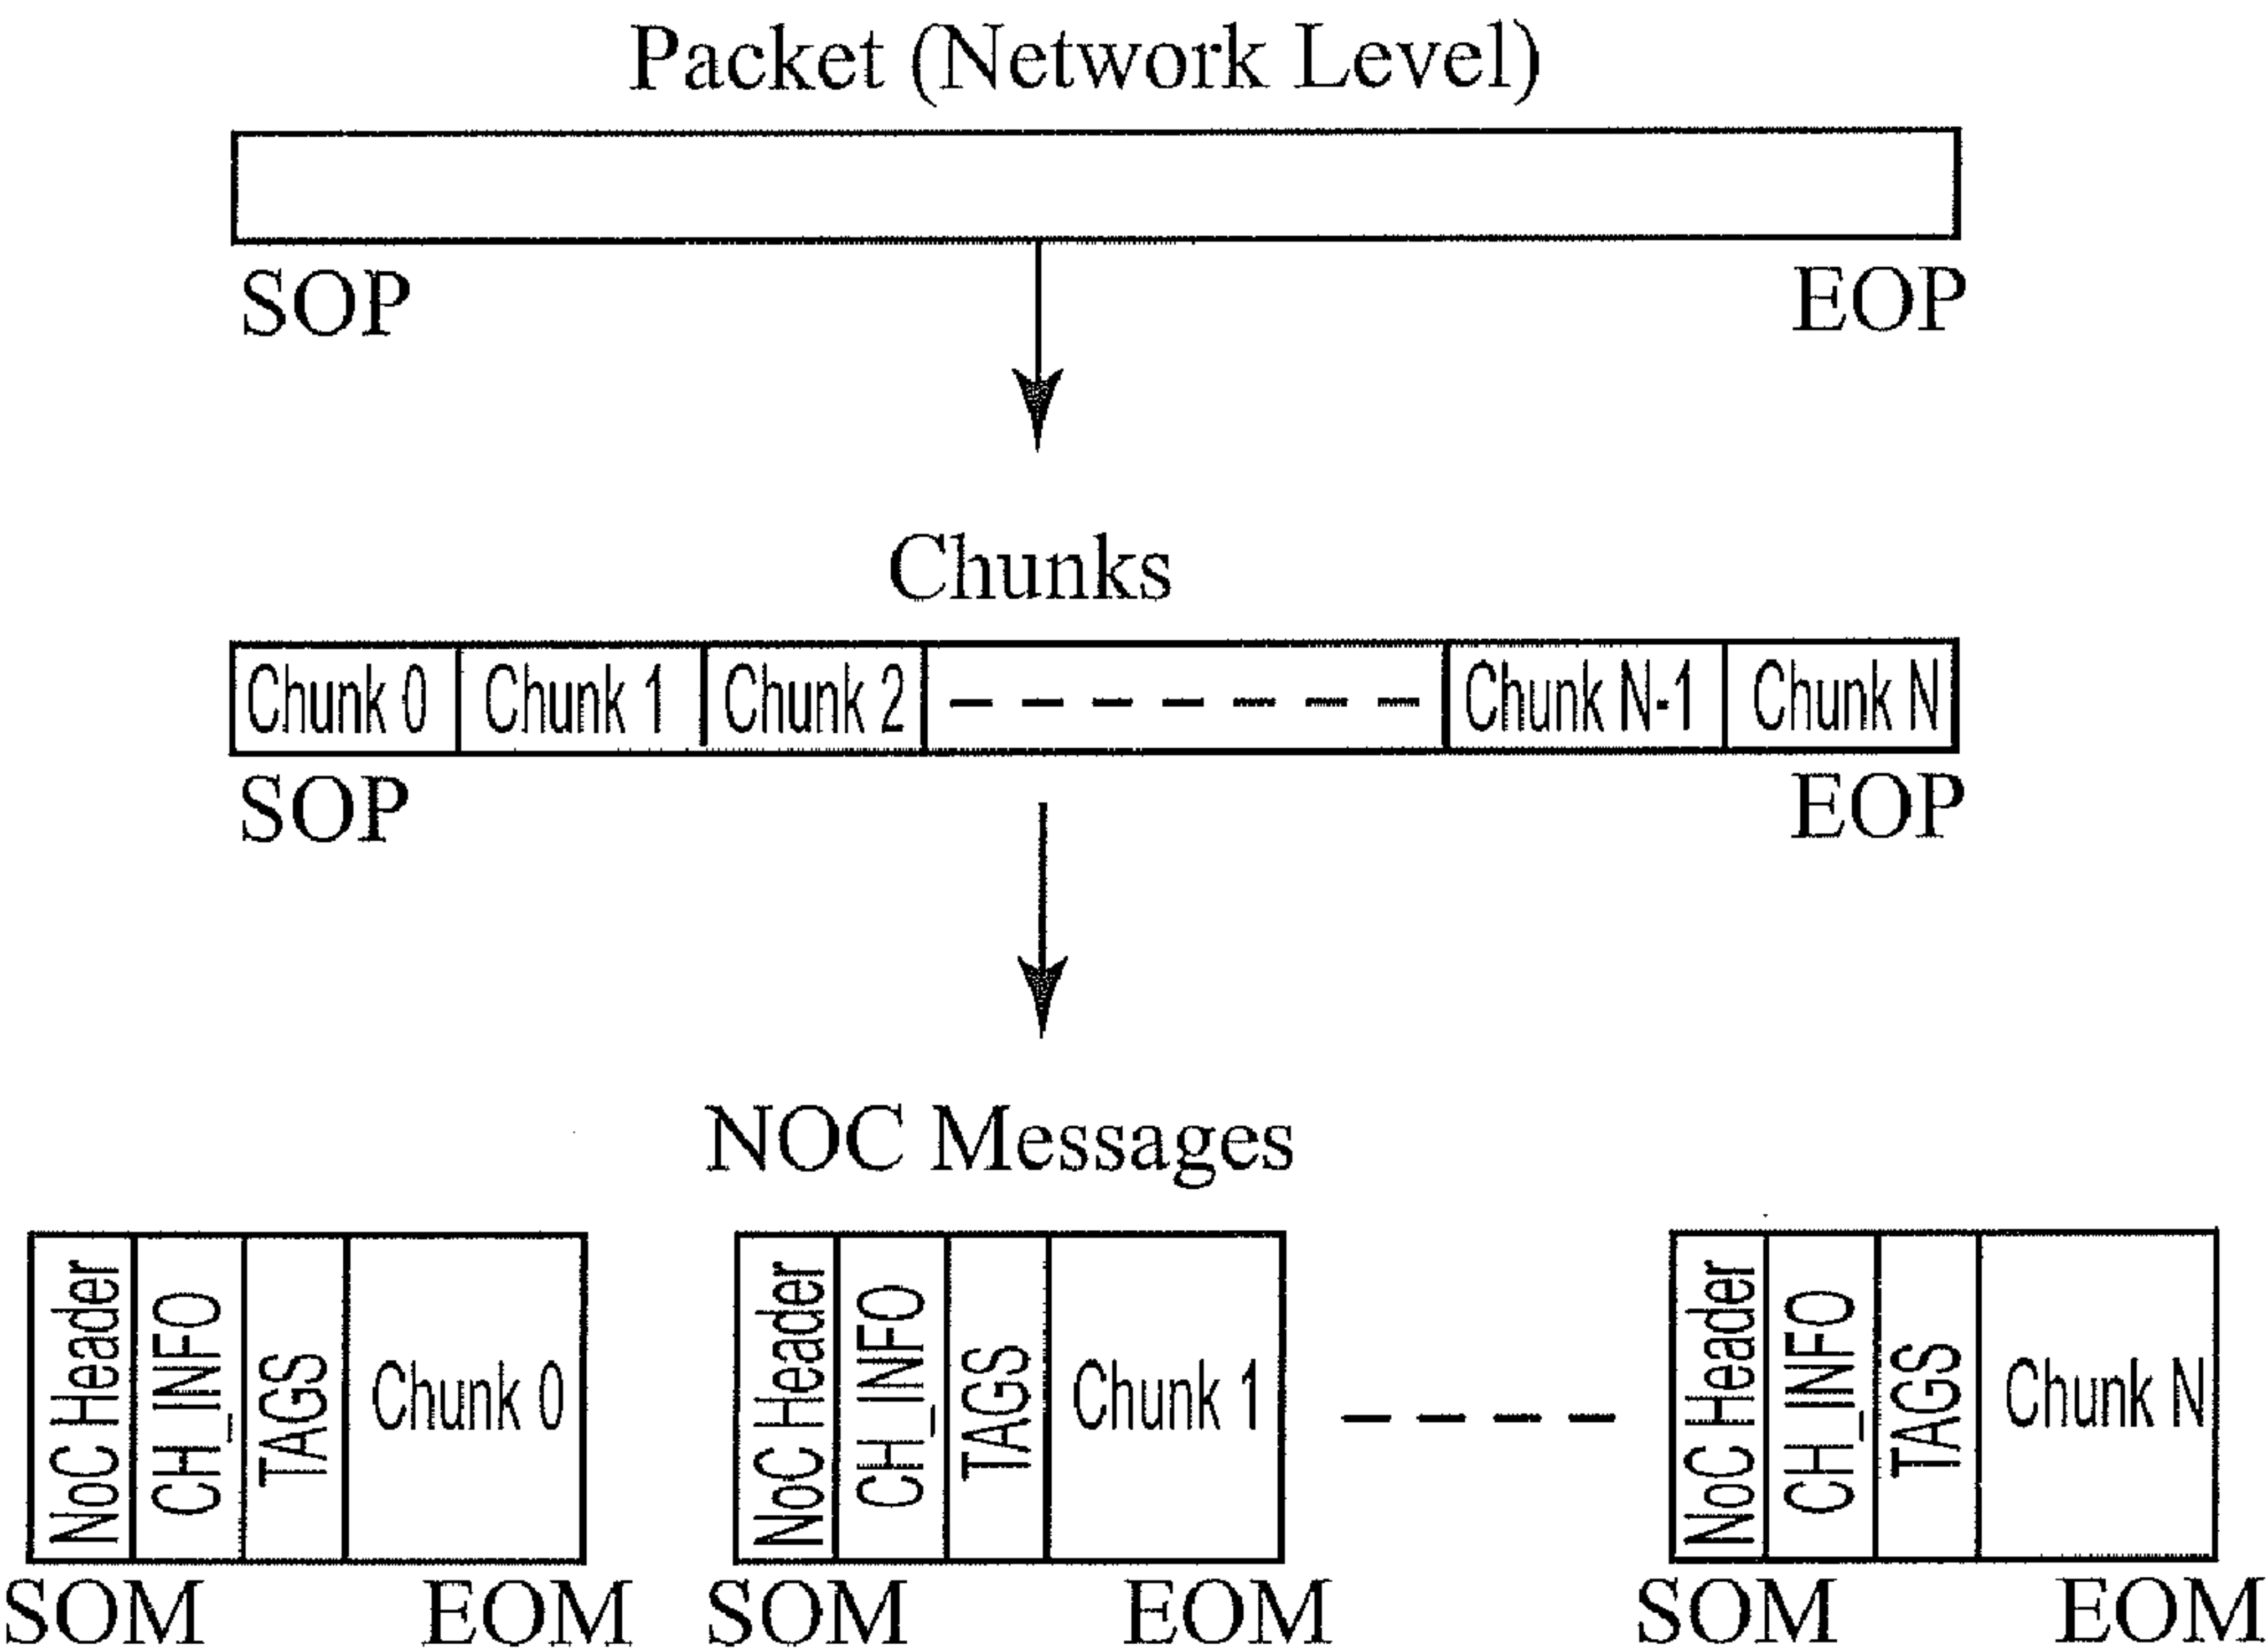 Packet (Network Level)
SOP EOP
Chunks
Chunk 0 Chunk 1 Chunk 2 Chunk N-1 Chunk N
SOP EOP
NOC Messages
NoC Header CH_INFO TAGS Chunk 0 NoC Header CH_INFO TAGS Chunk 1 NoC Header CH_INFO TAGS Chunk N
SOM EOM SOM EOM SOM EOM